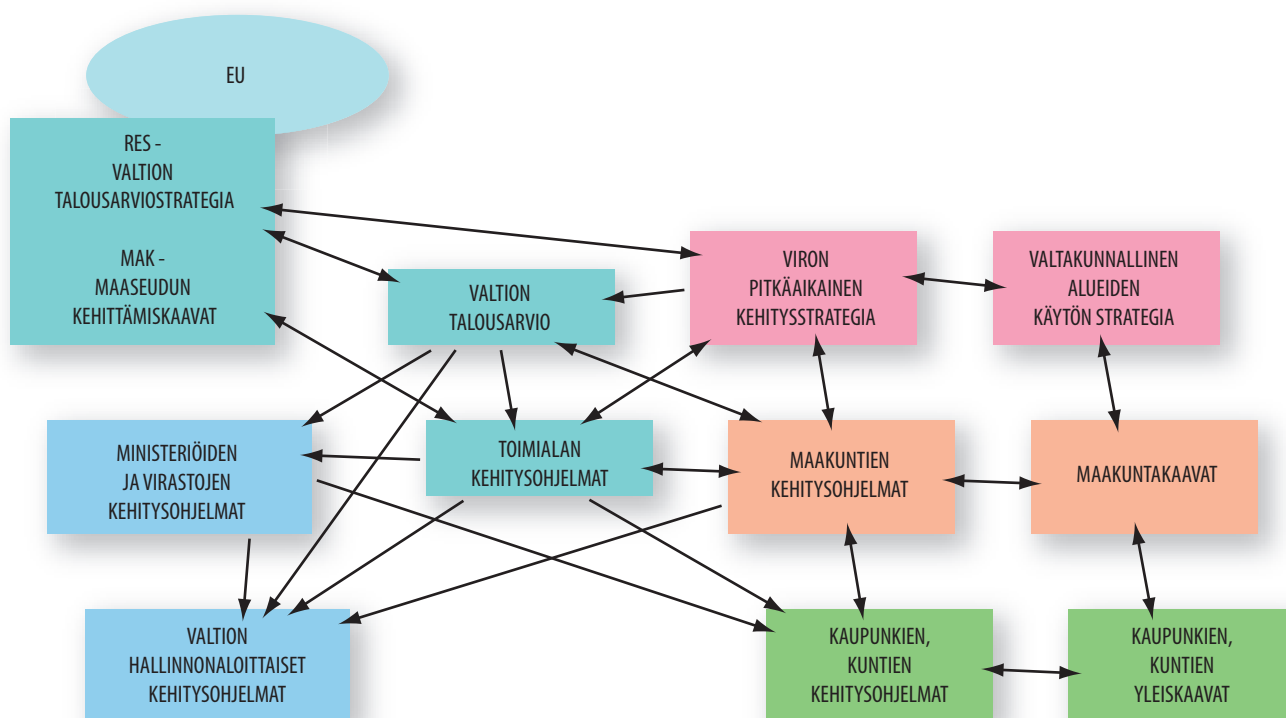 EU
RES -
VALTION
TALOUSARVIOSTRATEGIA
MAK -
MAASEUDUN
KEHITTÄMISKAAVAT
VALTION
TALOUSARVIO
VIRON
PITKÄAIKAINEN
KEHITYSSTRATEGIA
VALTAKUNNALLINEN
ALUEIDEN
KÄYTÖN STRATEGIA
MINISTERIÖIDEN
JA VIRASTOJEN
KEHITYSOHJELMAT
TOIMIALAN
KEHITYSOHJELMAT
MAAKUNTIEN
KEHITYSOHJELMAT
MAAKUNTAKAAVAT
VALTION
HALLINNONALOITTAISET
KEHITYSOHJELMAT
KAUPUNKIEN,
KUNTIEN
KEHITYSOHJELMAT
KAUPUNKIEN,
KUNTIEN
YLEISKAAVAT